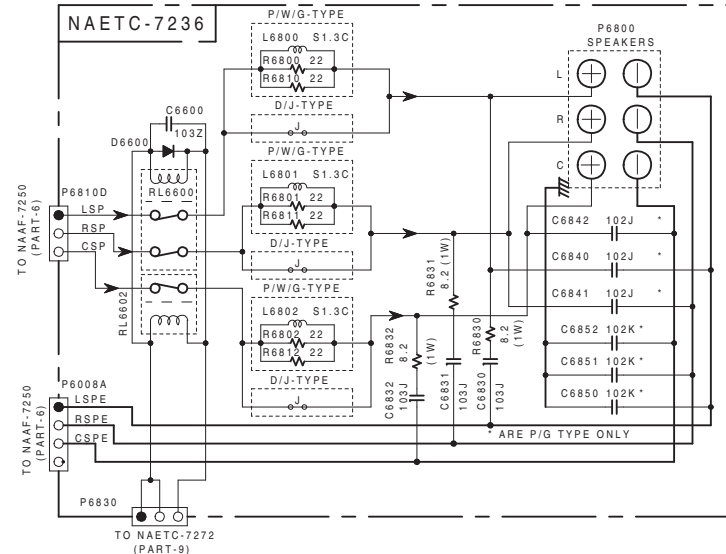 NAETC-7236
P/W/G-TYPE
L6800 S1.3C
R6800 22
R6810 22
D/J-TYPE
J
P/W/G-TYPE
L6801 S1.3C
R6801 22
R6811 22
D/J-TYPE
J
P/W/G-TYPE
L6802 S1.3C
R6802 22
R6812 22
D/J-TYPE
J
C6600
103Z
D6600
RL6600
RL6602
P6810D
LSP
RSP
CSP
TO NAAF-7250
(PART-6)
P6008A
LSPE
RSPE
CSPE
TO NAAF-7250
(PART-6)
P6830
TO NAETC-7272
(PART-9)
P6800
SPEAKERS
L
R
C
C6842 102J *
C6840 102J *
C6841 102J *
C6852 102K *
C6851 102K *
C6850 102K *
R6831
8.2 (1W)
R6830
8.2
(1W)
R6832
8.2
(1W)
C6832
103J
C6831
103J
C6830
103J
* ARE P/G TYPE ONLY